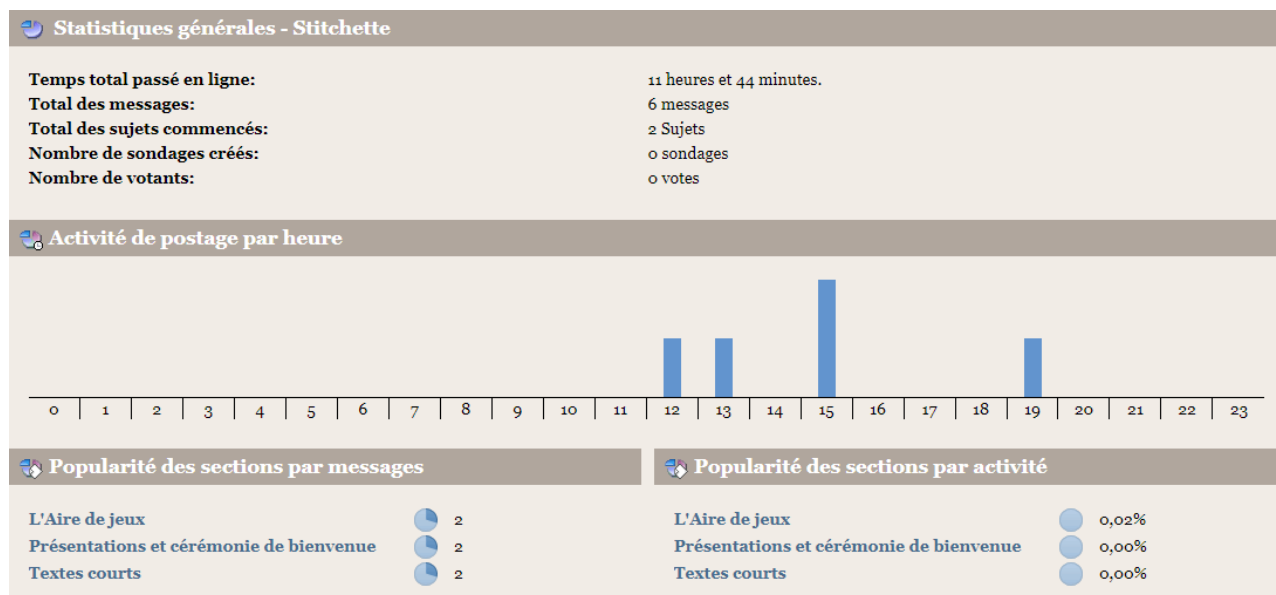 Statistiques générales - Stitchette
Temps total passé en ligne: 11 heures et 44 minutes.
Total des messages: 6 messages
Total des sujets commencés: 2 Sujets
Nombre de sondages créés: 0 sondages
Nombre de votants: 0 votes
Activité de postage par heure
0 1 2 3 4 5 6 7 8 9 10 11 12 13 14 15 16 17 18 19 20 21 22 23
Popularité des sections par messages
L'Aire de jeux 2
Présentations et cérémonie de bienvenue 2
Textes courts 2
Popularité des sections par activité
L'Aire de jeux 0,02%
Présentations et cérémonie de bienvenue 0,00%
Textes courts 0,00%